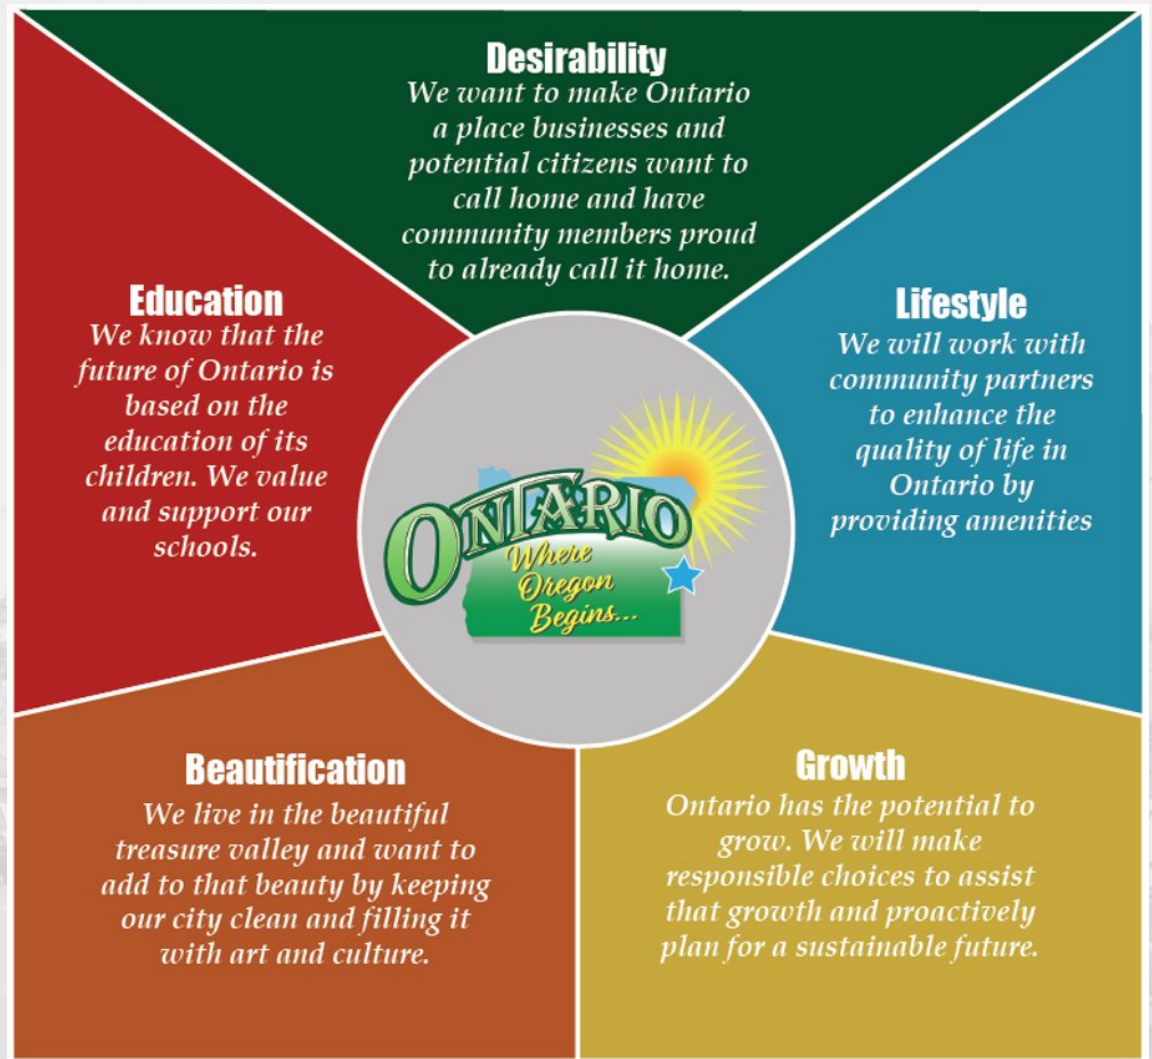 Desirability
We want to make Ontario
a place businesses and
potential citizens want to
call home and have
community members proud
to already call it home.
Education
We know that the
future of Ontario is
based on the
education of its
children. We value
and support our
schools.
Lifestyle
We will work with
community partners
to enhance the
quality of life in
Ontario by
providing amenities
ONTARIO
Where
Oregon
Begins...
Beautification
We live in the beautiful
treasure valley and want to
add to that beauty by keeping
our city clean and filling it
with art and culture.
Growth
Ontario has the potential to
grow. We will make
responsible choices to assist
that growth and proactively
plan for a sustainable future.